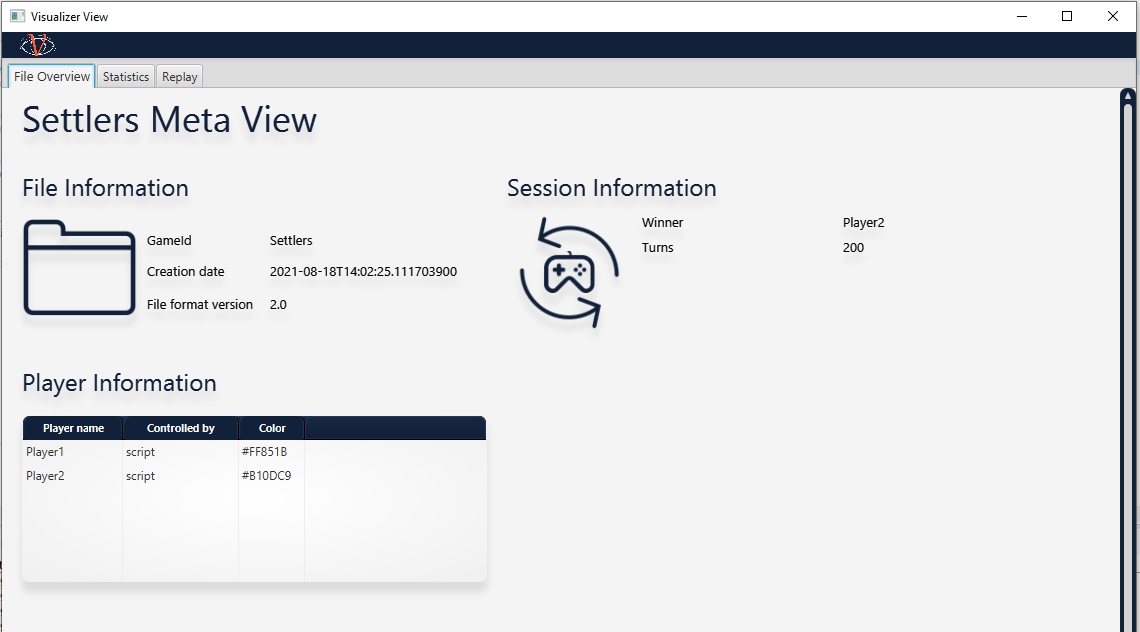 Visualizer View
V
File Overview Statistics Replay
Settlers Meta View
File Information
GameId Settlers
Creation date 2021-08-18T14:02:25.111703900
File format version 2.0
Session Information
Winner Player2
Turns 200
Player Information
Player name Controlled by Color
Player1 script #FF851B
Player2 script #B10DC9